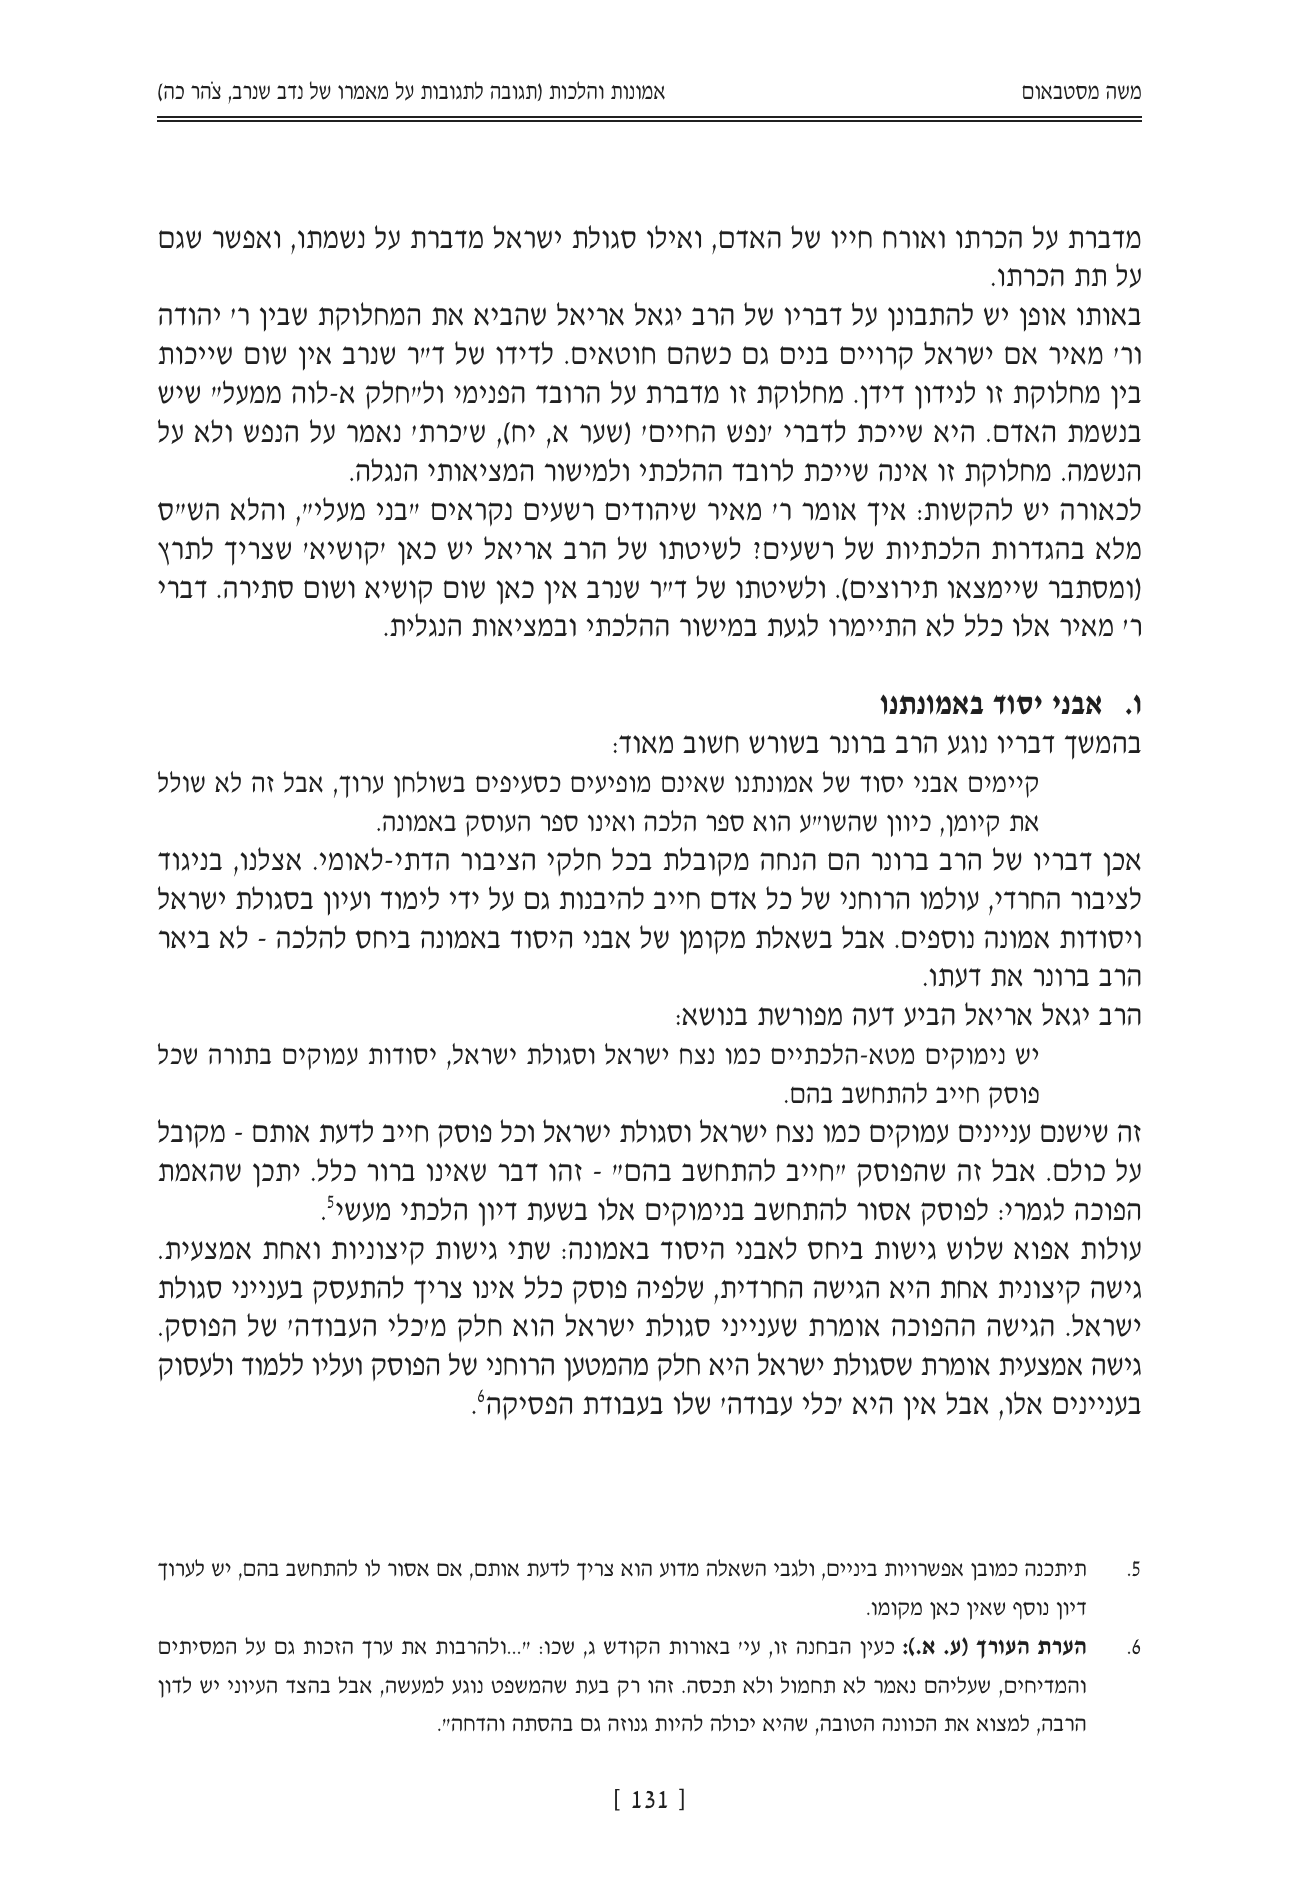 משה מסטבאום
אמונות והלכות (תגובה לתגובות על מאמרו של נדב שנרב, צֹהר כה)
מדברת על הכרתו ואורח חייו של האדם, ואילו סגולת ישראל מדברת על נשמתו, ואפשר שגם
על תת הכרתו.
באותו אופן יש להתבונן על דבריו של הרב יגאל אריאל שהביא את המחלוקת שבין ר׳ יהודה
ור׳ מאיר אם ישראל קרויים בנים גם כשהם חוטאים. לדידו של ד״ר שנרב אין שום שייכות
בין מחלוקת זו לנידון דידן. מחלוקת זו מדברת על הרובד הפנימי ול״חלק א-לוה ממעל״ שיש
בנשמת האדם. היא שייכת לדברי ׳נפש החיים׳ (שער א, יח), ש׳כרת׳ נאמר על הנפש ולא על
הנשמה. מחלוקת זו אינה שייכת לרובד ההלכתי ולמישור המציאותי הנגלה.
לכאורה יש להקשות: איך אומר ר׳ מאיר שיהודים רשעים נקראים ״בני מעלי״, והלא הש״ס
מלא בהגדרות הלכתיות של רשעים? לשיטתו של הרב אריאל יש כאן ׳קושיא׳ שצריך לתרץ
(ומסתבר שיימצאו תירוצים). ולשיטתו של ד״ר שנרב אין כאן שום קושיא ושום סתירה. דברי
ר׳ מאיר אלו כלל לא התיימרו לגעת במישור ההלכתי ובמציאות הנגלית.
ו. אבני יסוד באמונתנו
בהמשך דבריו נוגע הרב ברונר בשורש חשוב מאוד:
קיימים אבני יסוד של אמונתנו שאינם מופיעים כסעיפים בשולחן ערוך, אבל זה לא שולל
את קיומן, כיוון שהשו״ע הוא ספר הלכה ואינו ספר העוסק באמונה.
אכן דבריו של הרב ברונר הם הנחה מקובלת בכל חלקי הציבור הדתי-לאומי. אצלנו, בניגוד
לציבור החרדי, עולמו הרוחני של כל אדם חייב להיבנות גם על ידי לימוד ועיון בסגולת ישראל
ויסודות אמונה נוספים. אבל בשאלת מקומן של אבני היסוד באמונה ביחס להלכה - לא ביאר
הרב ברונר את דעתו.
הרב יגאל אריאל הביע דעה מפורשת בנושא:
יש נימוקים מטא-הלכתיים כמו נצח ישראל וסגולת ישראל, יסודות עמוקים בתורה שכל
פוסק חייב להתחשב בהם.
זה שישנם עניינים עמוקים כמו נצח ישראל וסגולת ישראל וכל פוסק חייב לדעת אותם - מקובל
על כולם. אבל זה שהפוסק ״חייב להתחשב בהם״ - זהו דבר שאינו ברור כלל. יתכן שהאמת
הפוכה לגמרי: לפוסק אסור להתחשב בנימוקים אלו בשעת דיון הלכתי מעשי5.
עולות אפוא שלוש גישות ביחס לאבני היסוד באמונה: שתי גישות קיצוניות ואחת אמצעית.
גישה קיצונית אחת היא הגישה החרדית, שלפיה פוסק כלל אינו צריך להתעסק בענייני סגולת
ישראל. הגישה ההפוכה אומרת שענייני סגולת ישראל הוא חלק מ׳כלי העבודה׳ של הפוסק.
גישה אמצעית אומרת שסגולת ישראל היא חלק מהמטען הרוחני של הפוסק ועליו ללמוד ולעסוק
בעניינים אלו, אבל אין היא ׳כלי עבודה׳ שלו בעבודת הפסיקה6.
5. תיתכנה כמובן אפשרויות ביניים, ולגבי השאלה מדוע הוא צריך לדעת אותם, אם אסור לו להתחשב בהם, יש לערוך
דיון נוסף שאין כאן מקומו.
6. הערת העורך (ע. א.): כעין הבחנה זו, עי׳ באורות הקודש ג, שכו: ״...ולהרבות את ערך הזכות גם על המסיתים
והמדיחים, שעליהם נאמר לא תחמול ולא תכסה. זהו רק בעת שהמשפט נוגע למעשה, אבל בהצד העיוני יש לדון
הרבה, למצוא את הכוונה הטובה, שהיא יכולה להיות גנוזה גם בהסתה והדחה״.
[ 131 ]